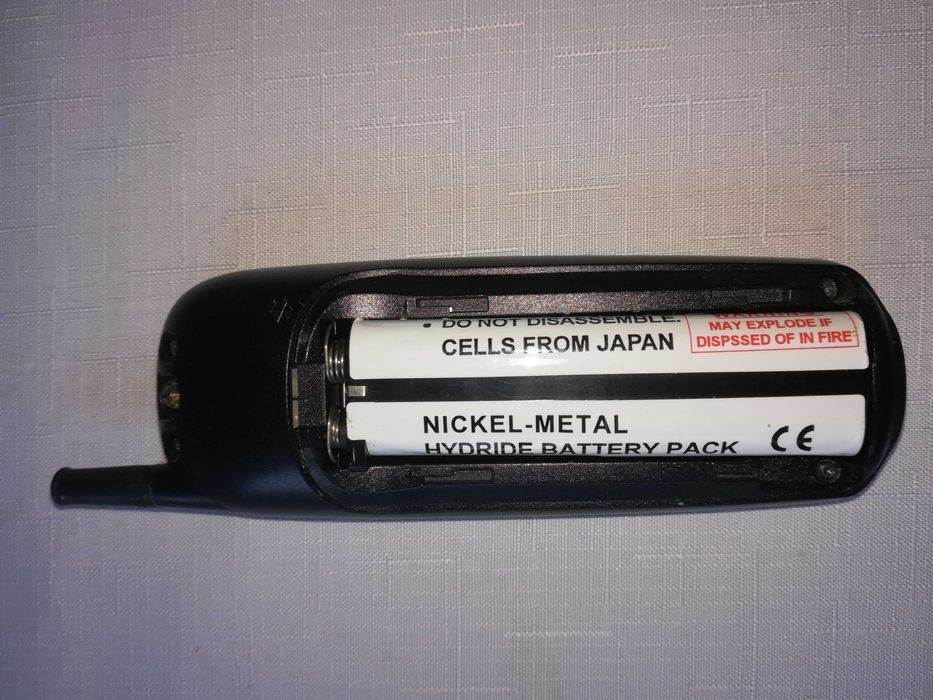 • DO NOT DISASSEMBLE.
CELLS FROM JAPAN
WARNING
MAY EXPLODE IF
DISPSSED OF IN FIRE
NICKEL-METAL
HYDRIDE BATTERY PACK
CE